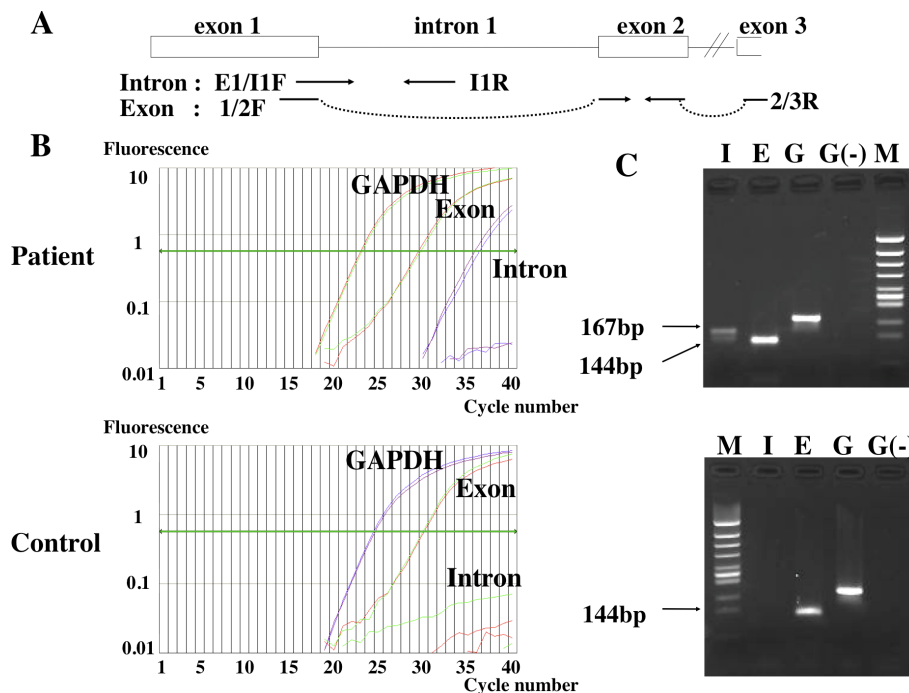 A
exon 1 intron 1 exon 2 exon 3
Intron : E1/I1F I1R
Exon : 1/2F 2/3R
B
Fluorescence
10
1
0.1
0.01
GAPDH
Exon
Intron
Patient
1 5 10 15 20 25 30 35 40
Cycle number
C
I E G G(-) M
167bp
144bp
Fluorescence
10
1
0.1
0.01
GAPDH
Exon
Intron
Control
1 5 10 15 20 25 30 35 40
Cycle number
M I E G G(-)
144bp